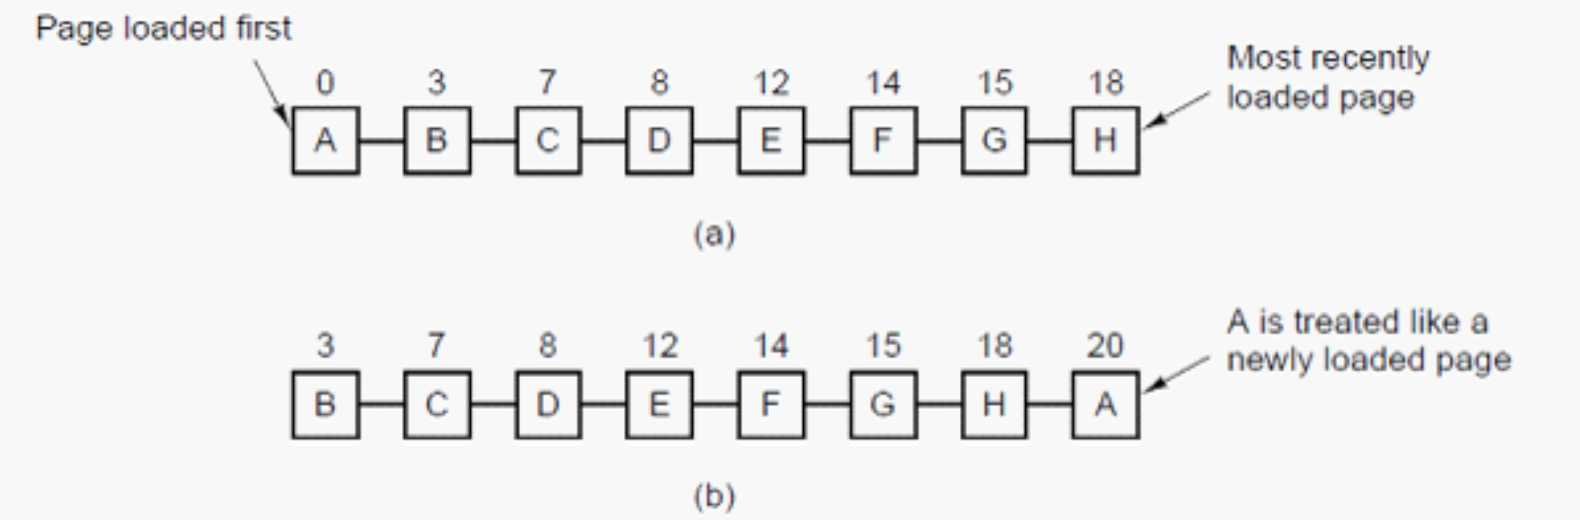 Page loaded first
Most recently
loaded page
0 3 7 8 12 14 15 18
A B C D E F G H
(a)
A is treated like a
newly loaded page
3 7 8 12 14 15 18 20
B C D E F G H A
(b)